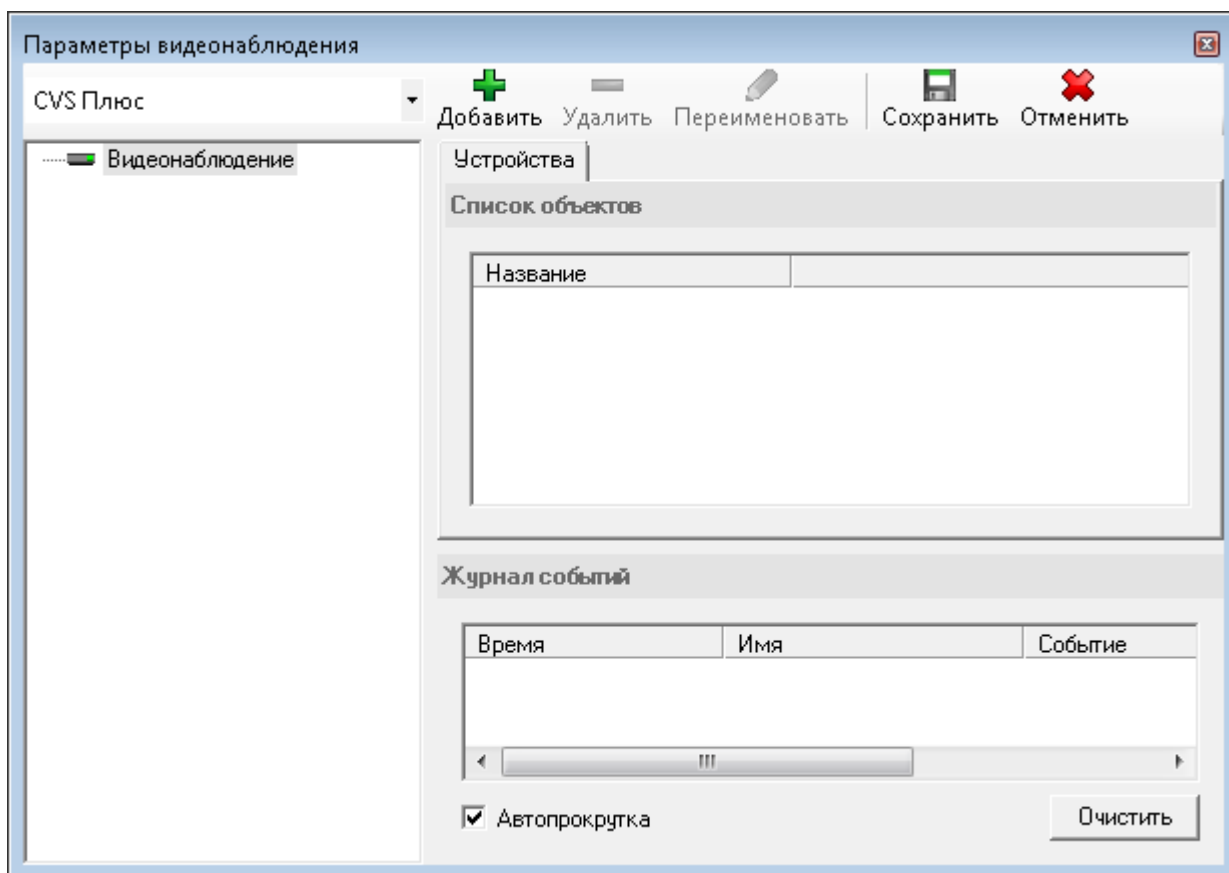 Параметры видеонаблюдения
CVS Плюс
Добавить Удалить Переименовать Сохранить Отменить
Видеонаблюдение
Устройства
Список объектов
Название
Журнал событий
Время Имя Событие
Автопрокрутка
Очистить